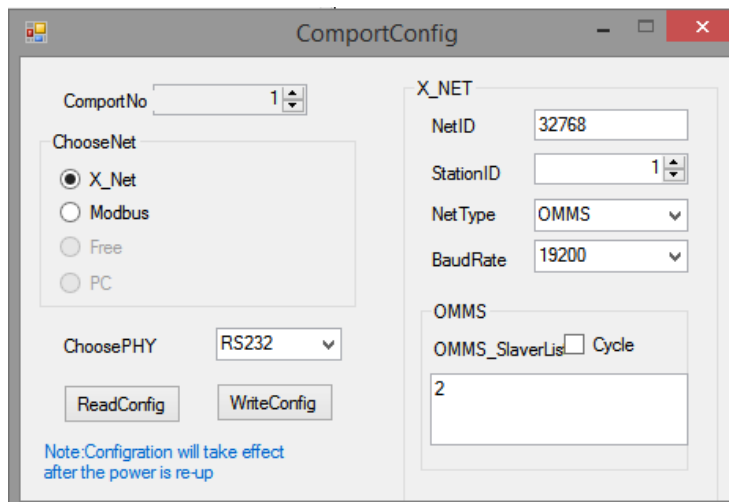 ComportConfig
ComportNo 1
ChooseNet
X_Net
Modbus
Free
PC
ChoosePHY RS232
ReadConfig WriteConfig
Note:Configration will take effect
after the power is re-up
X_NET
NetID 32768
StationID 1
NetType OMMS
BaudRate 19200
OMMS
OMMS_SlaverLis Cycle
2